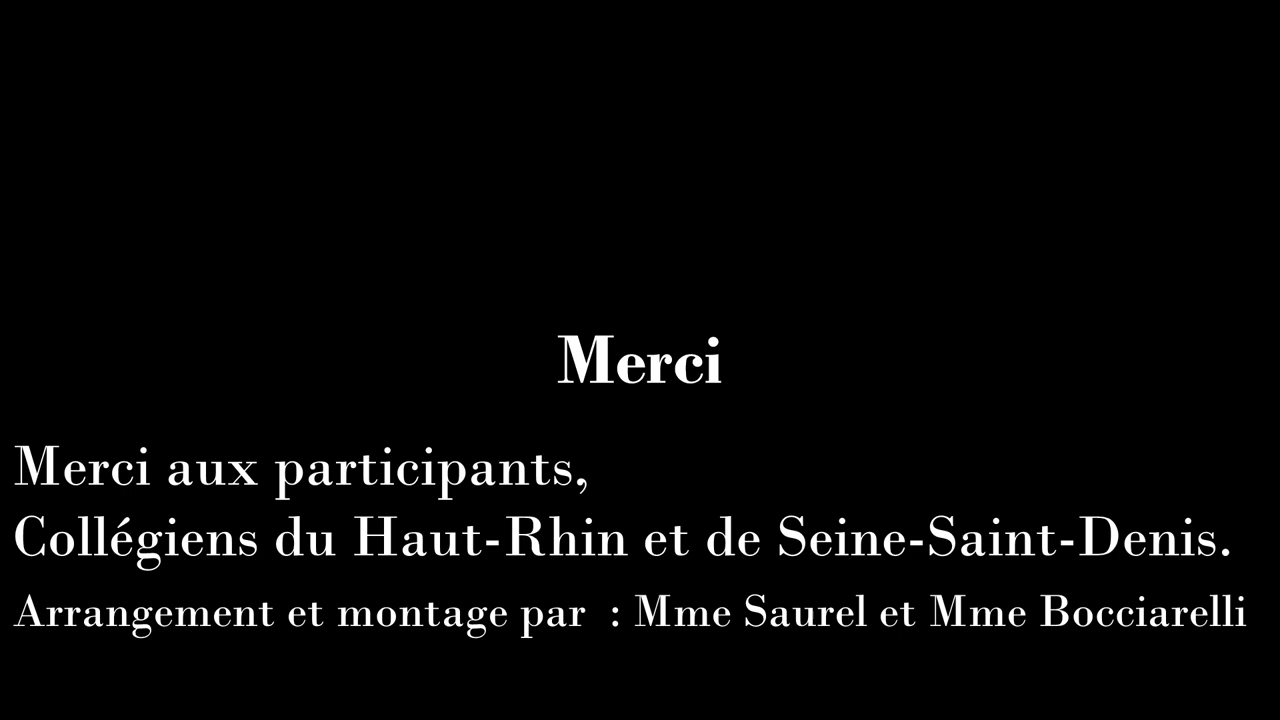 Merci
Merci aux participants,
Collégiens du Haut-Rhin et de Seine-Saint-Denis.
Arrangement et montage par  : Mme Saurel et Mme Bocciarelli